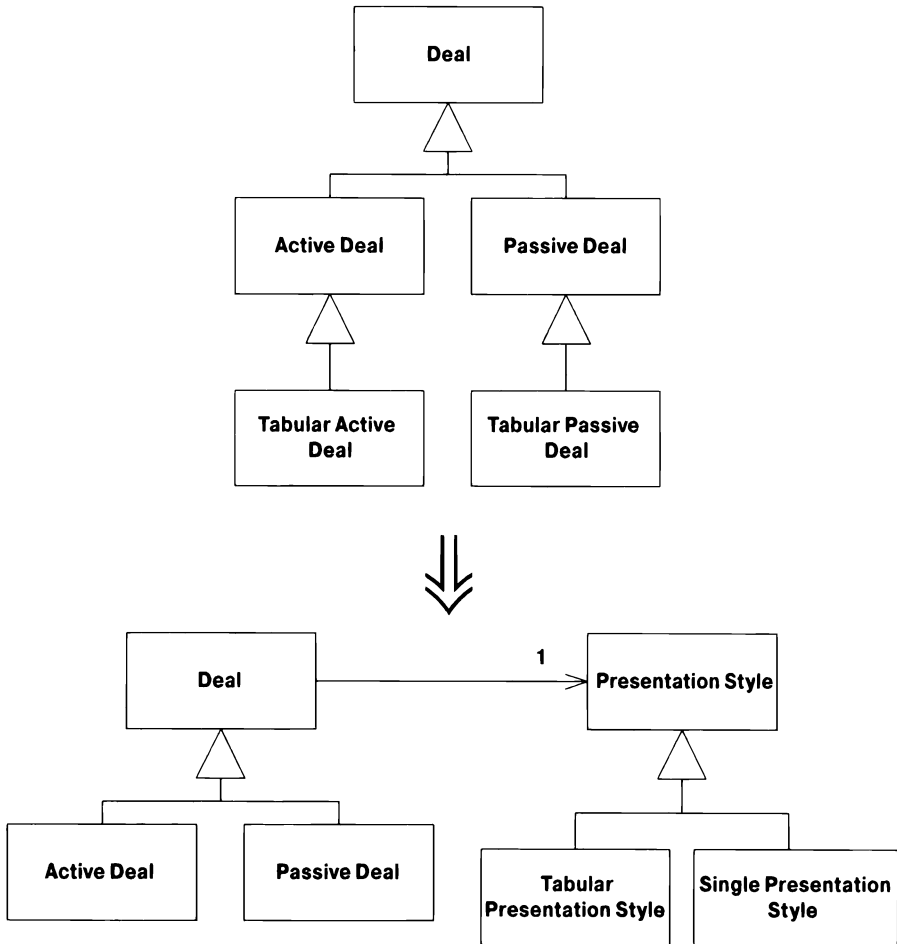 Deal
Active Deal
Passive Deal
Tabular Active
Deal
Tabular Passive
Deal
Deal
1
Presentation Style
Active Deal
Passive Deal
Tabular
Presentation Style
Single Presentation
Style